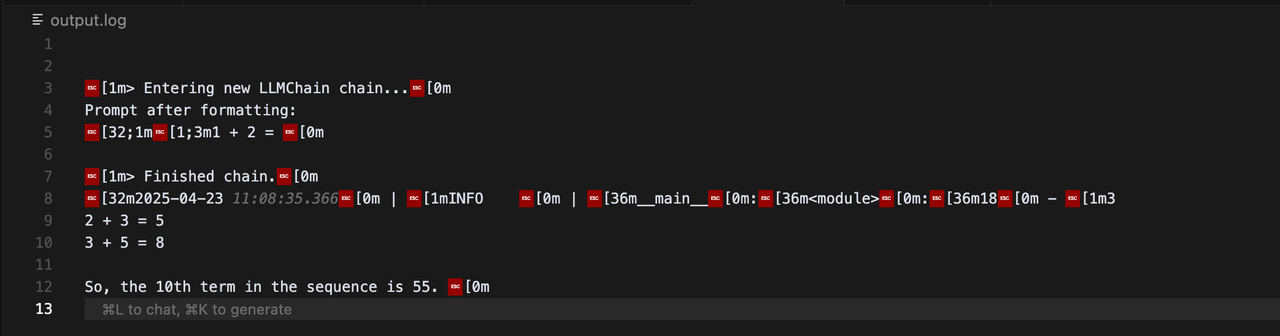 output.log
1
2
3 ESC[1m> Entering new LLMChain chain...ESC[0m
4 Prompt after formatting:
5 ESC[32;1mESC[1;3m1 + 2 = ESC[0m
6
7 ESC[1m> Finished chain.ESC[0m
8 ESC[32m2025-04-23 11:08:35.366ESC[0m | ESC[1mINFO    ESC[0m | ESC[36m__main__ESC[0m:ESC[36m<module>ESC[0m:ESC[36m18ESC[0m - ESC[1m3
9 2 + 3 = 5
10 3 + 5 = 8
11
12 So, the 10th term in the sequence is 55. ESC[0m
13 ⌘L to chat, ⌘K to generate